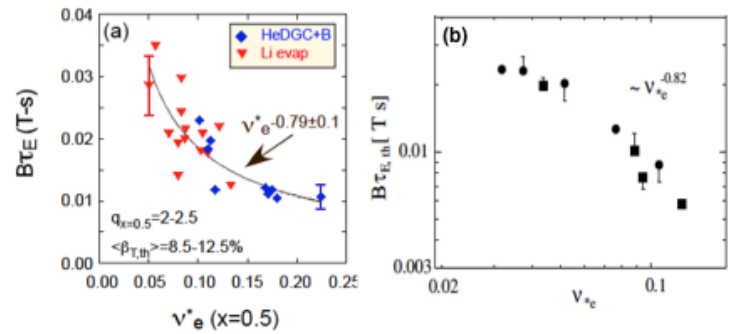 (a)
HeDGC+B
Li evap
0.04
0.03
0.02
0.01
0.00
BτE (T-s)
ν*e-0.79±0.1
qx=0.5=2-2.5
<βT,th>=8.5-12.5%
0.00 0.05 0.10 0.15 0.20 0.25
ν*e (x=0.5)
(b)
~ ν*e-0.82
BτE, th[ T s]
0.01
0.003
0.02 0.1
ν*e